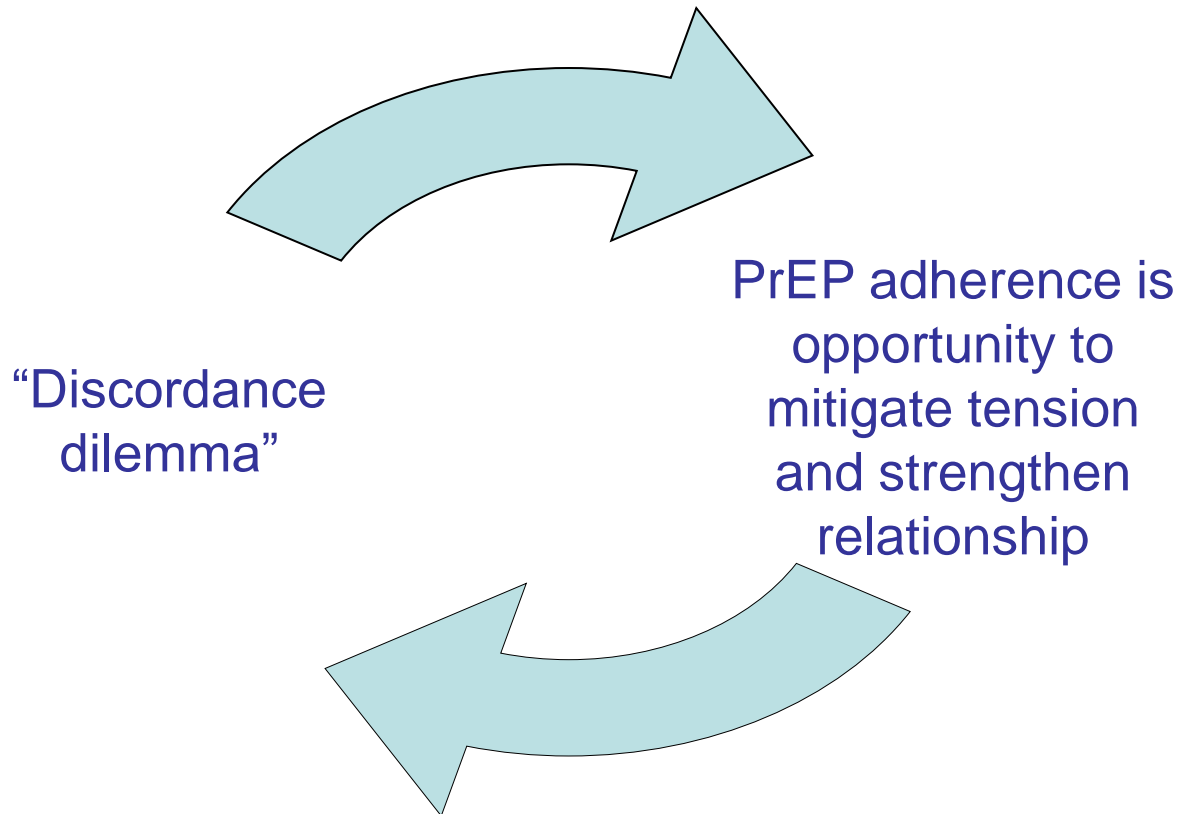 “Discordance
dilemma”
PrEP adherence is
opportunity to
mitigate tension
and strengthen
relationship